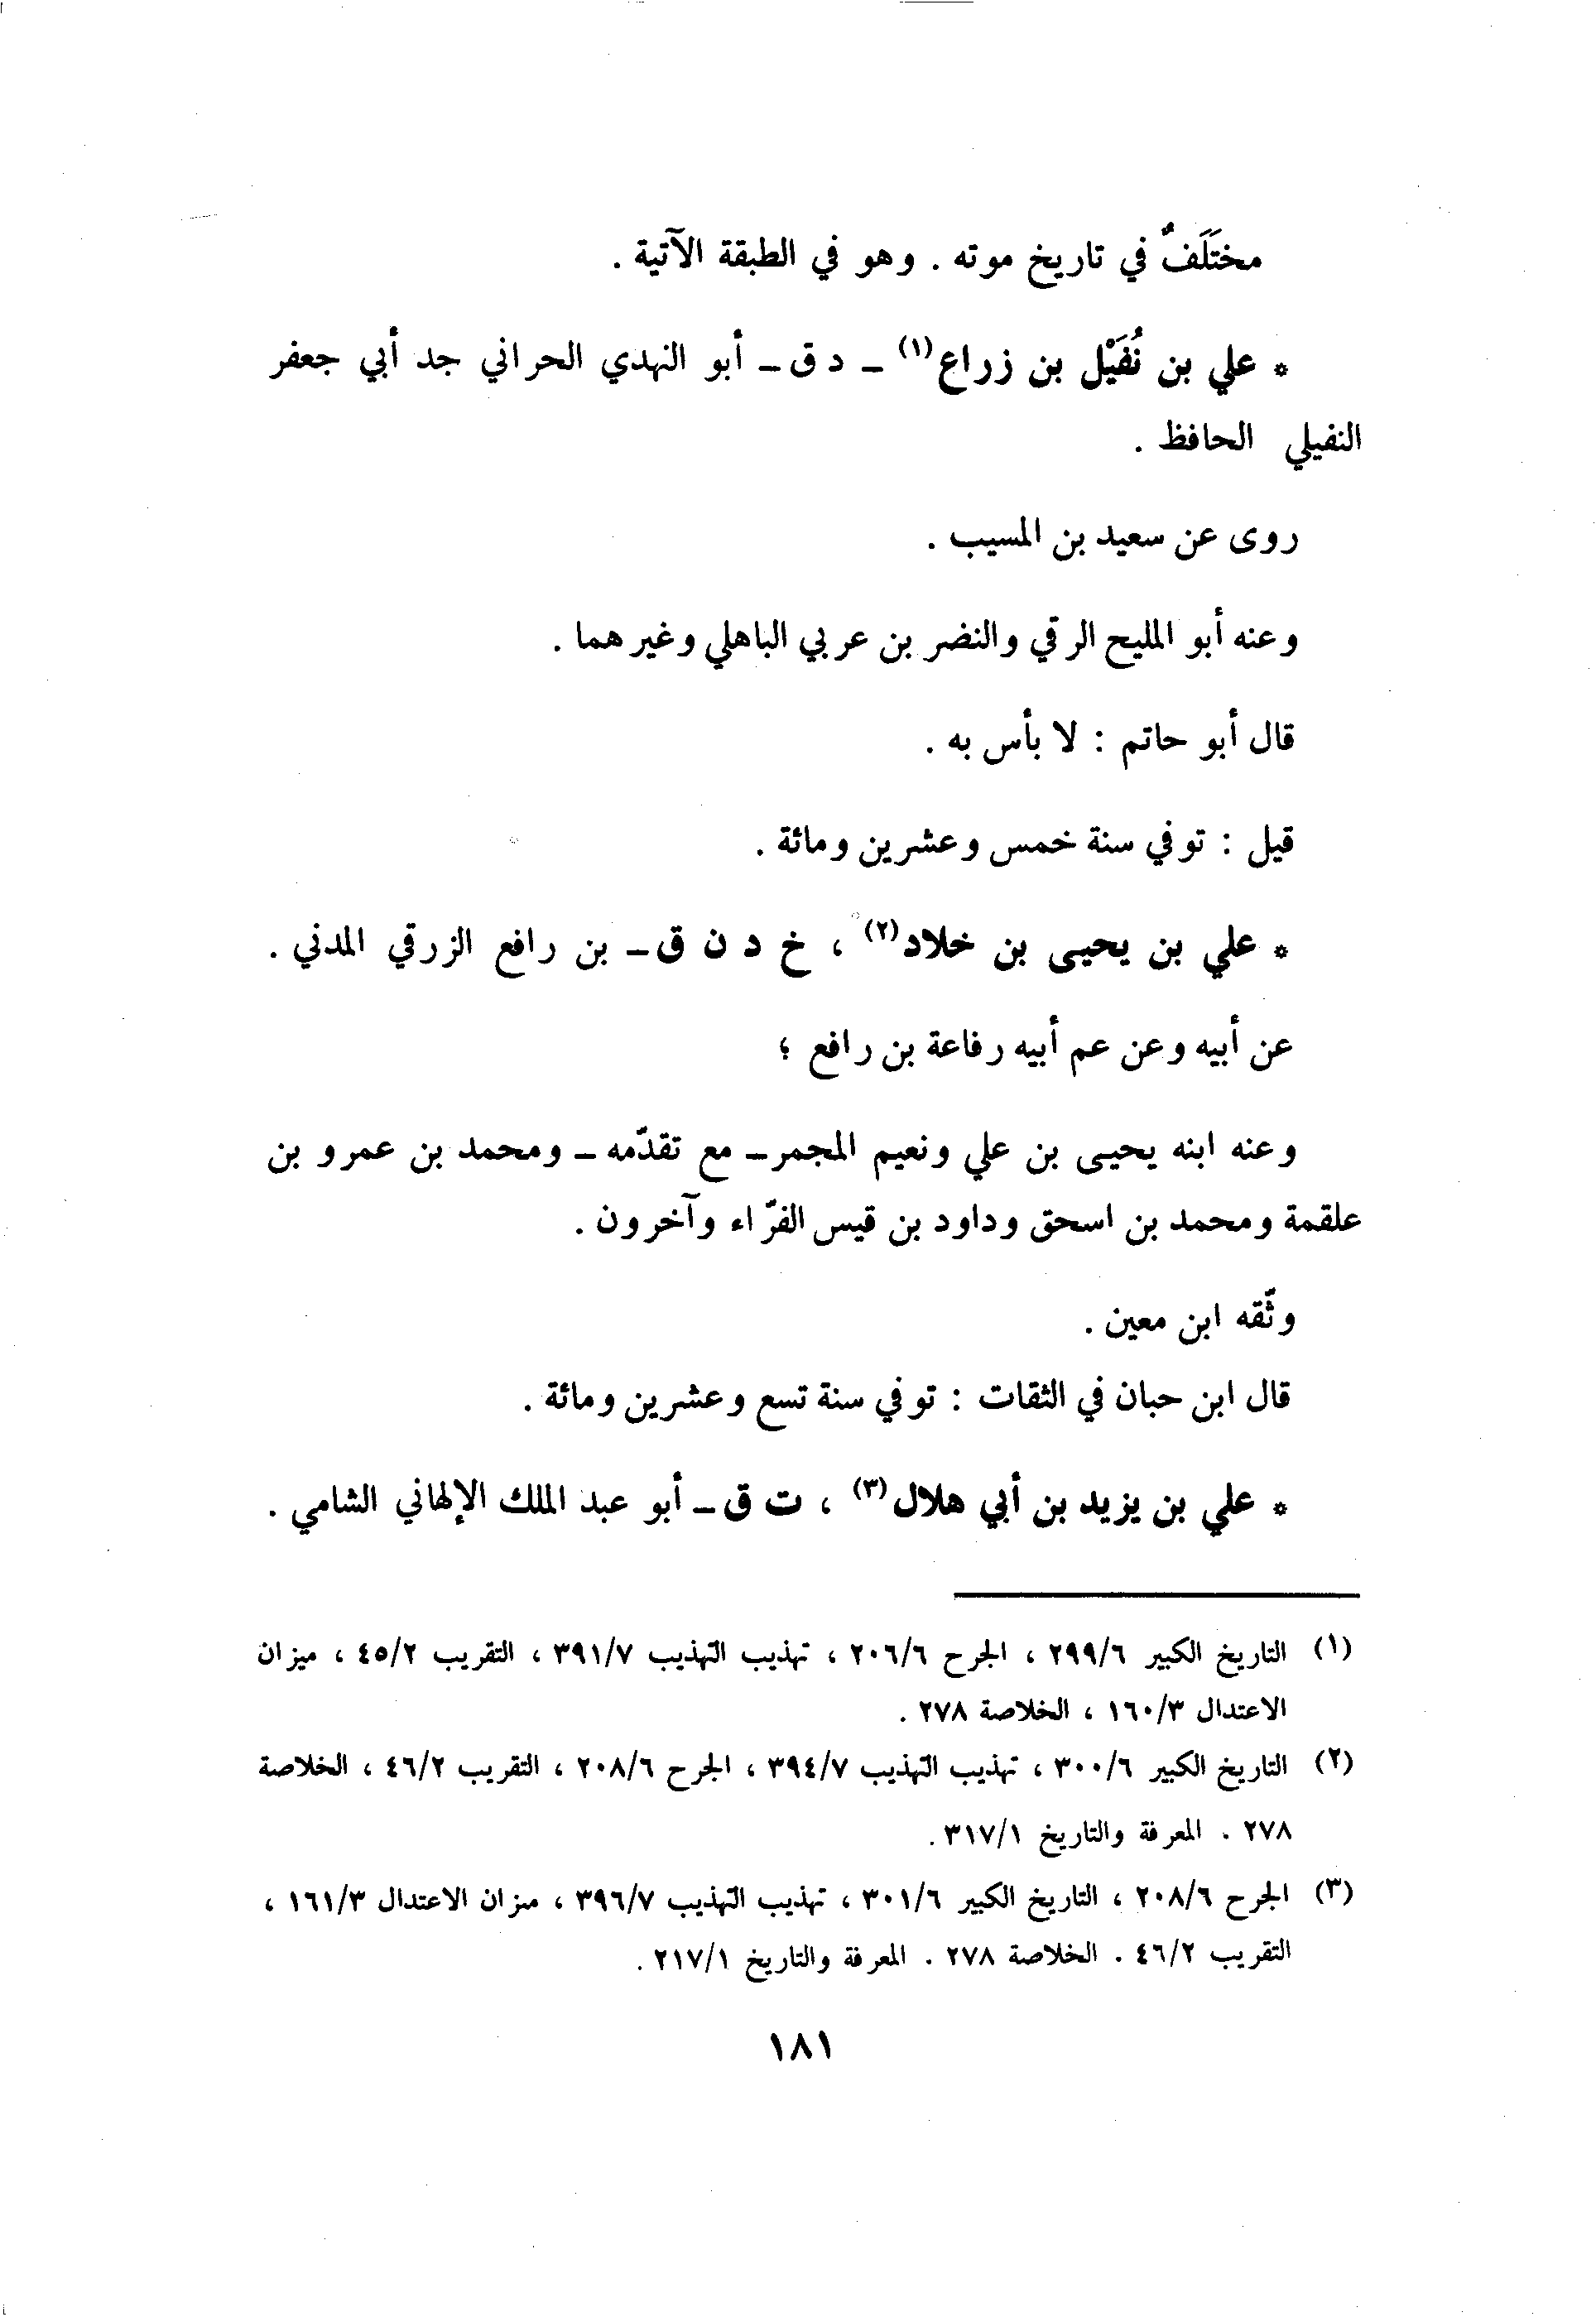 مختَلَفٌ في تاريخ موته . وهو في الطبقة الآتية .
* علي بن نُفَيْل بن زراع(١) ـ د ق ـ أبو النهدي الحراني جد أبي جعفر
النفيلي الحافظ .
روى عن سعيد بن المسيب .
وعنه أبو المليح الرقي والنضر بن عربي الباهلي وغيرهما .
قال أبو حاتم : لا بأس به .
قيل : توفي سنة خمس وعشرين ومائة .
* علي بن يحيى بن خلاد(٢) ، خ د ن ق ـ بن رافع الزرقي المدني .
عن أبيه وعن عم أبيه رفاعة بن رافع ؛
وعنه ابنه يحيى بن علي ونعيم المجمر ـ مع تقدّمه ـ ومحمد بن عمرو بن
علقمة ومحمد بن اسحق وداود بن قيس الفرّاء وآخرون .
وثّقه ابن معين .
قال ابن حبان في الثقات : توفي سنة تسع وعشرين ومائة .
* علي بن يزيد بن أبي هلال(٣) ، ت ق ـ أبو عبد الملك الإلهاني الشامي .
(١) التاريخ الكبير ٢٩٩/٦ ، الجرح ٢٠٦/٦ ، تهذيب التهذيب ٣٩١/٧ ، التقريب ٤٥/٢ ، ميزان
الاعتدال ١٦٠/٣ ، الخلاصة ٢٧٨ .
(٢) التاريخ الكبير ٣٠٠/٦ ، تهذيب التهذيب ٣٩٤/٧ ، الجرح ٢٠٨/٦ ، التقريب ٤٦/٢ ، الخلاصة
٢٧٨ . المعرفة والتاريخ ٣١٧/١ .
(٣) الجرح ٢٠٨/٦ ، التاريخ الكبير ٣٠١/٦ ، تهذيب التهذيب ٣٩٦/٧ ، ميزان الاعتدال ١٦١/٣ ،
التقريب ٤٦/٢ . الخلاصة ٢٧٨ . المعرفة والتاريخ ٢١٧/١ .
١٨١